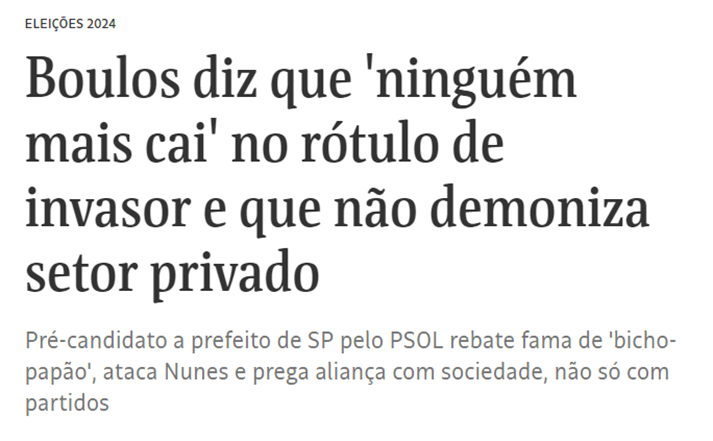 ELEIÇÕES 2024
Boulos diz que 'ninguém
mais cai' no rótulo de
invasor e que não demoniza
setor privado
Pré-candidato a prefeito de SP pelo PSOL rebate fama de 'bicho-
papão', ataca Nunes e prega aliança com sociedade, não só com
partidos